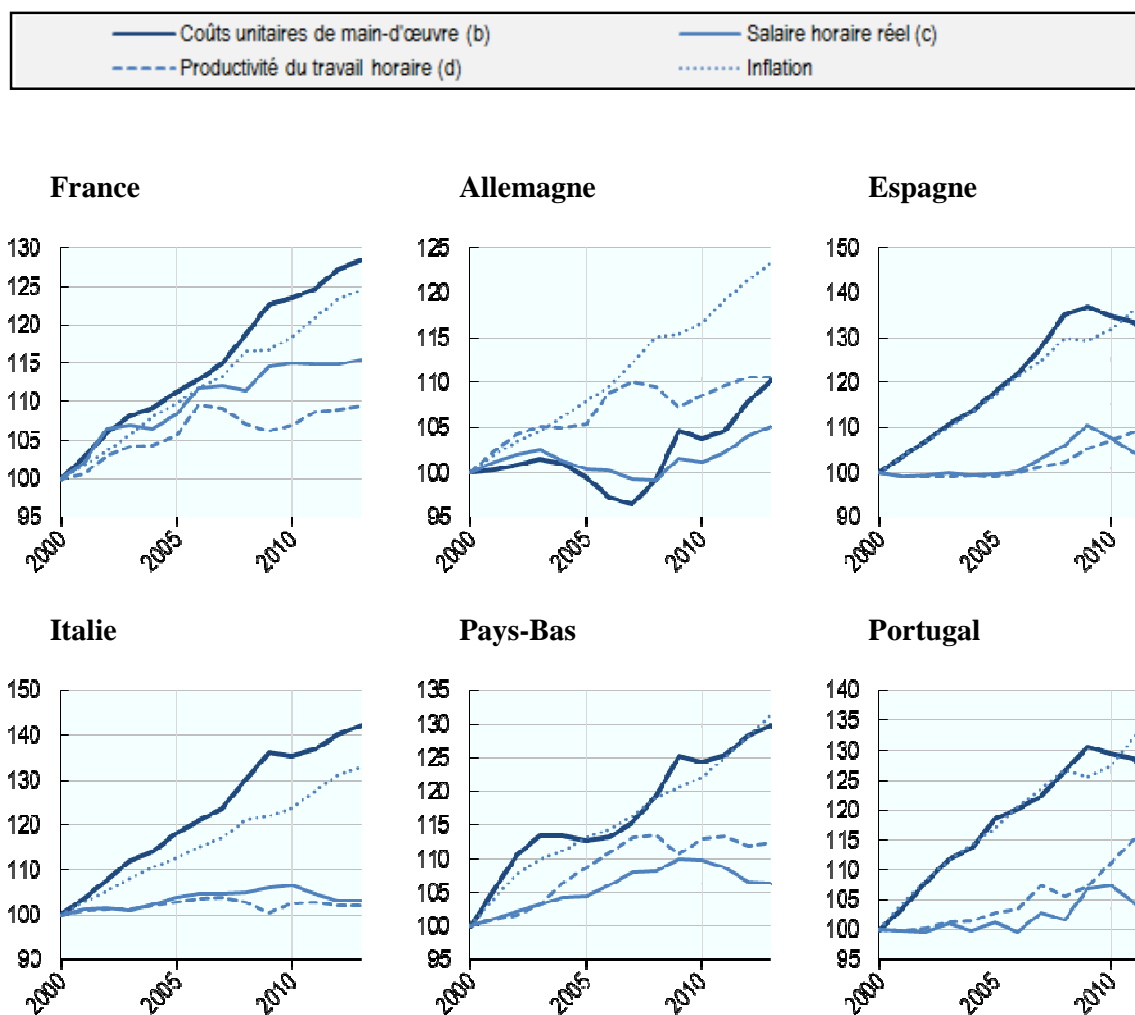 Coûts unitaires de main-d'œuvre (b) Salaire horaire réel (c)
Productivité du travail horaire (d) Inflation
France Allemagne Espagne
130 125 150
125 120 140
120 115 130
115 110 120
110 105 110
105 100 100
100 95 90
95
2000 2005 2010 2000 2005 2010 2000 2005 2010
Italie Pays-Bas Portugal
150 135 140
140 130 135
130 125 130
120 120 125
110 115 120
100 110 115
90 105 110
100 105
95 100
95
2000 2005 2010 2000 2005 2010 2000 2005 2010